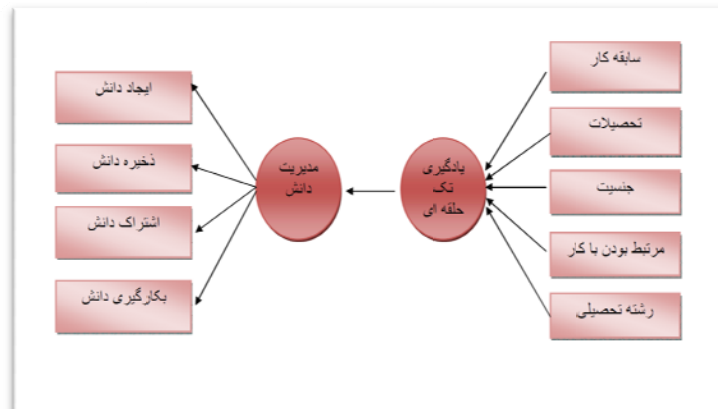 سابقه کار
تحصیلات
جنسیت
مرتبط بودن با کار
رشته تحصیلی
یادگیری
تک
حلقه ای
مدیریت
دانش
ایجاد دانش
ذخیره دانش
اشتراک دانش
بکارگیری دانش